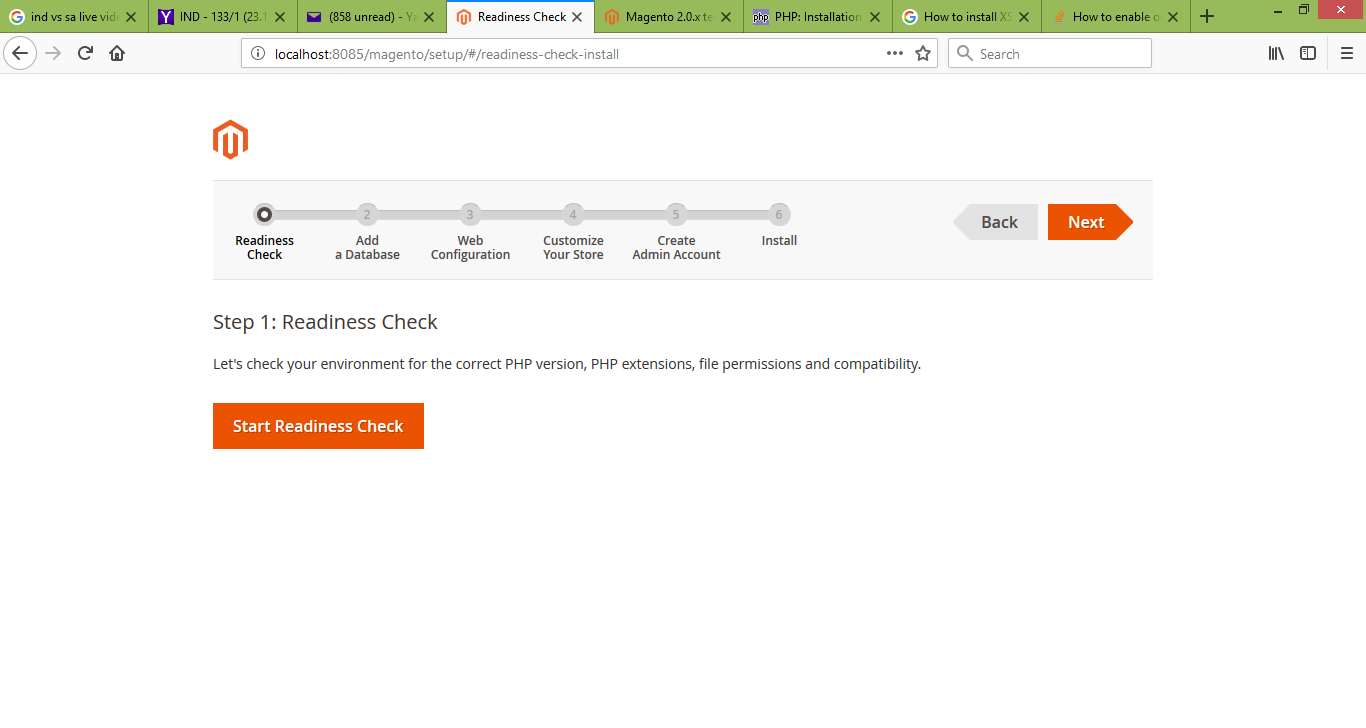 ind vs sa live vide
IND - 133/1 (23.1
(858 unread) - Ya
Readiness Check
Magento 2.0.x te
php
PHP: Installation
How to install XS
How to enable o
localhost:8085/magento/setup/#/readiness-check-install
Search
2
3
4
5
6
Readiness
Check
Add
a Database
Web
Configuration
Customize
Your Store
Create
Admin Account
Install
Back
Next
Step 1: Readiness Check
Let's check your environment for the correct PHP version, PHP extensions, file permissions and compatibility.
Start Readiness Check